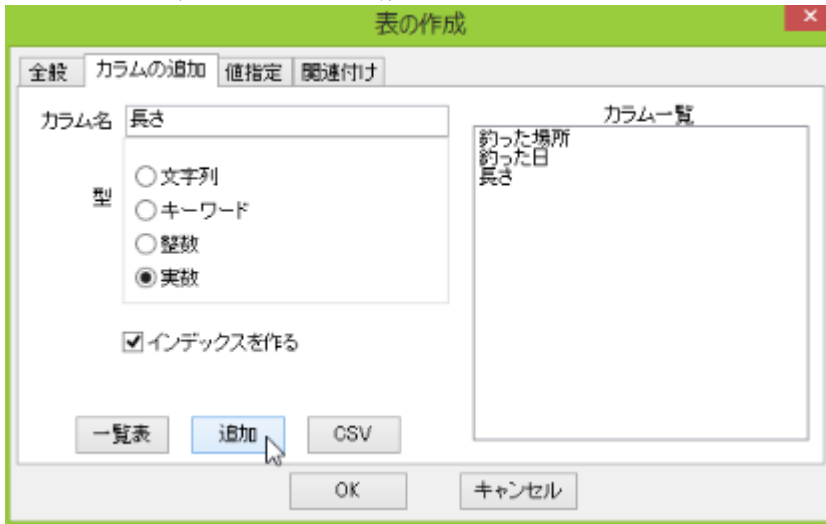 表の作成
全般 カラムの追加 値指定 関連付け
カラム名 長さ
型
文字列
キーワード
整数
実数
インデックスを作る
一覧表 追加 CSV
カラム一覧
釣った場所
釣った日
長さ
OK キャンセル